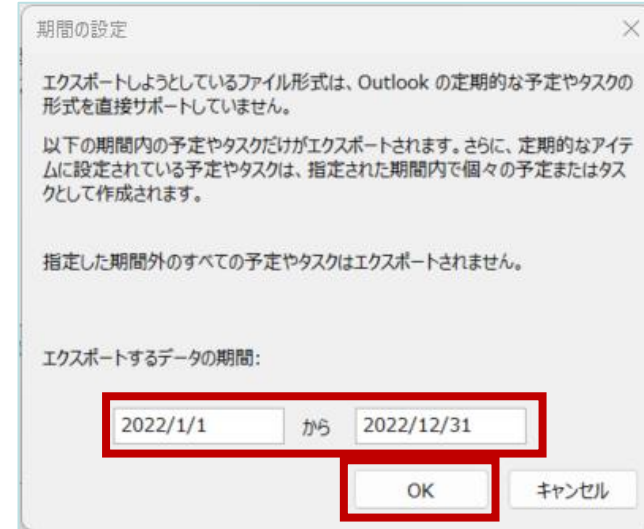 期間の設定
エクスポートしようとしているファイル形式は、Outlook の定期的な予定やタスクの
形式を直接サポートしていません。
以下の期間内の予定やタスクだけがエクスポートされます。さらに、定期的なアイテ
ムに設定されている予定やタスクは、指定された期間内で個々の予定またはタス
クとして作成されます。
指定した期間外のすべての予定やタスクはエクスポートされません。
エクスポートするデータの期間:
2022/1/1 から 2022/12/31
OK キャンセル